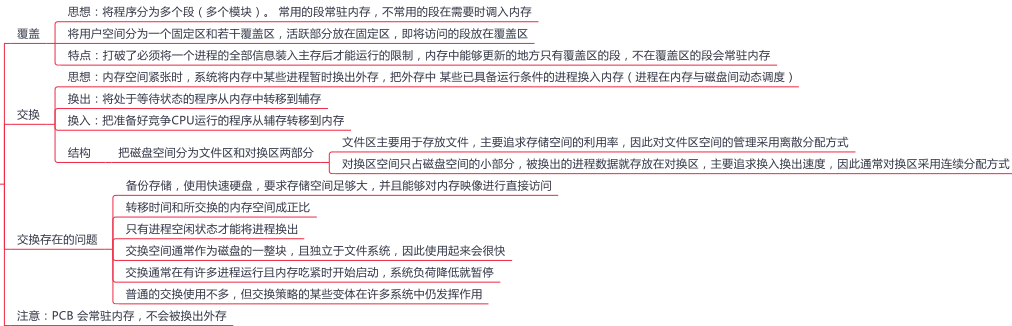 覆盖
思想：将程序分为多个段（多个模块）。 常用的段常驻内存，不常用的段在需要时调入内存
将用户空间分为一个固定区和若干覆盖区，活跃部分放在固定区，即将访问的段放在覆盖区
特点：打破了必须将一个进程的全部信息装入主存后才能运行的限制，内存中能够更新的地方只有覆盖区的段，不在覆盖区的段会常驻内存
交换
思想：内存空间紧张时，系统将内存中某些进程暂时换出外存，把外存中 某些已具备运行条件的进程换入内存（进程在内存与磁盘间动态调度）
换出：将处于等待状态的程序从内存中转移到辅存
换入：把准备好竞争CPU运行的程序从辅存转移到内存
结构
把磁盘空间分为文件区和对换区两部分
文件区主要用于存放文件，主要追求存储空间的利用率，因此对文件区空间的管理采用离散分配方式
对换区空间只占磁盘空间的小部分，被换出的进程数据就存放在对换区，主要追求换入换出速度，因此通常对换区采用连续分配方式
交换存在的问题
备份存储，使用快速硬盘，要求存储空间足够大，并且能够对内存映像进行直接访问
转移时间和所交换的内存空间成正比
只有进程空闲状态才能将进程换出
交换空间通常作为磁盘的一整块，且独立于文件系统，因此使用起来会很快
交换通常在有许多进程运行且内存吃紧时开始启动，系统负荷降低就暂停
普通的交换使用不多，但交换策略的某些变体在许多系统中仍发挥作用
注意：PCB 会常驻内存，不会被换出外存